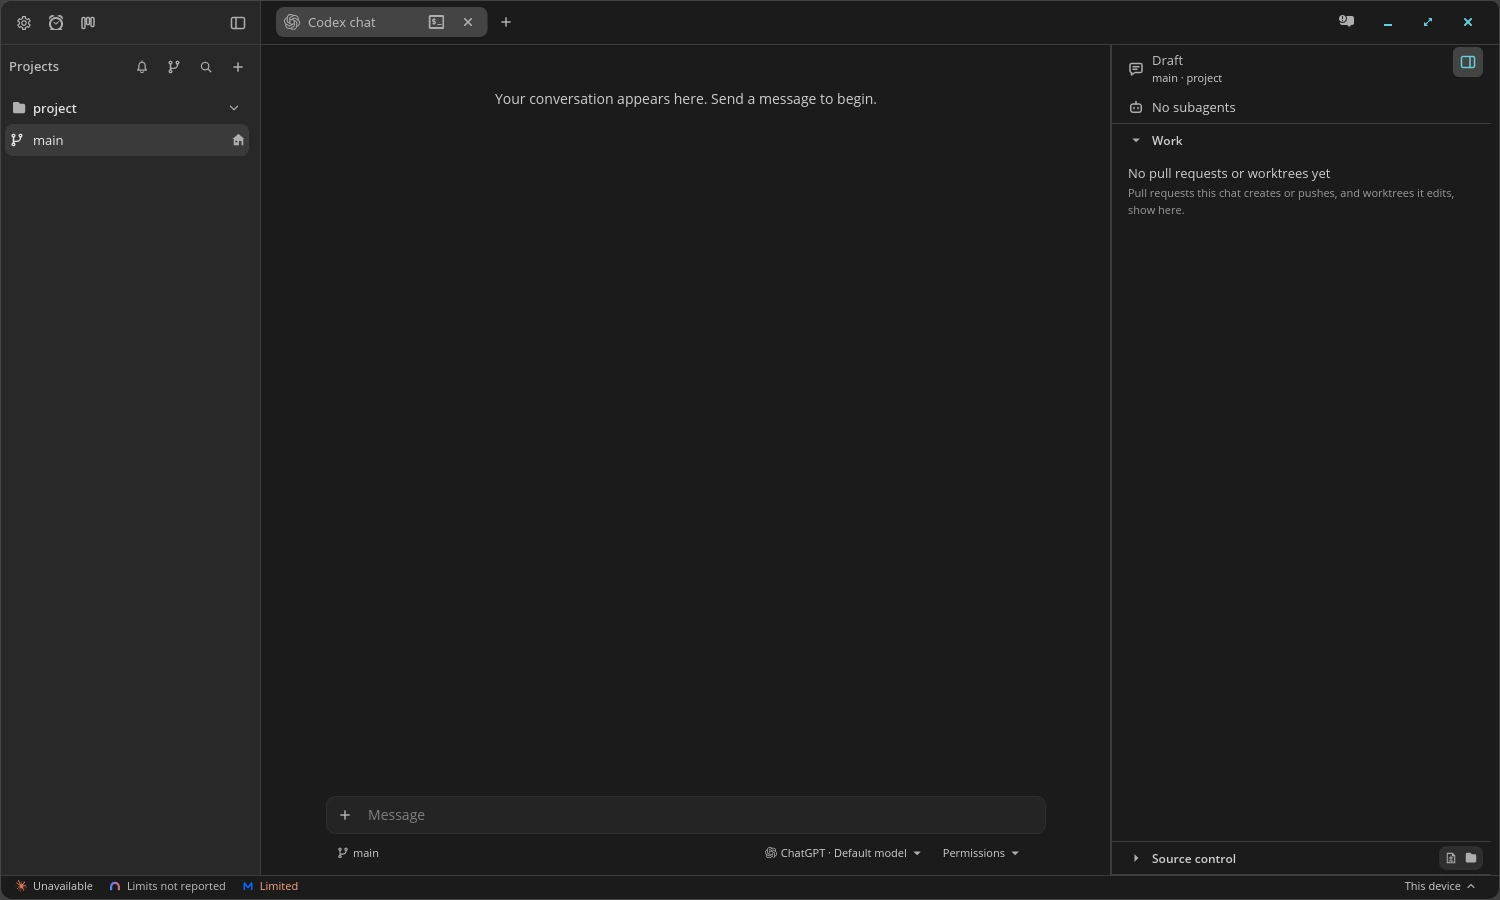 Codex chat
Projects
project
main
Your conversation appears here. Send a message to begin.
Draft
main · project
No subagents
Work
No pull requests or worktrees yet
Pull requests this chat creates or pushes, and worktrees it edits,
show here.
Message
main
ChatGPT · Default model
Permissions
Source control
Unavailable
Limits not reported
Limited
This device